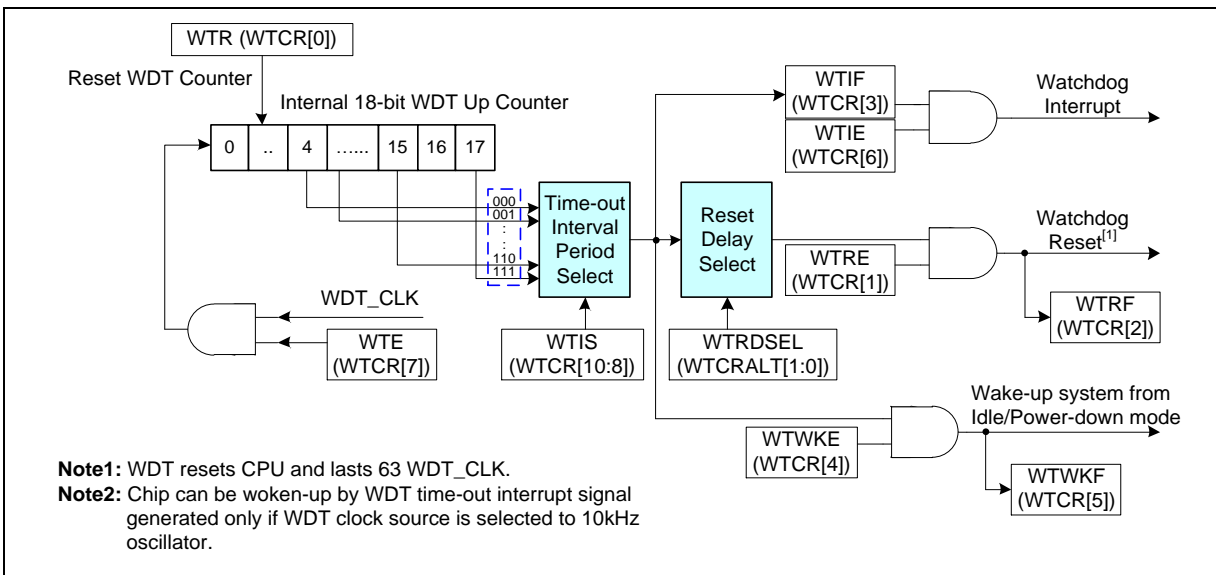 WTR (WTCR[0])
Reset WDT Counter
Internal 18-bit WDT Up Counter
0 .. 4 ...... 15 16 17
000
001
:
:
110
111
Time-out
Interval
Period
Select
Reset
Delay
Select
WTIF
(WTCR[3])
WTIE
(WTCR[6])
Watchdog
Interrupt
WTRE
(WTCR[1])
Watchdog
Reset[1]
WTRF
(WTCR[2])
WDT_CLK
WTE
(WTCR[7])
WTIS
(WTCR[10:8])
WTRDSEL
(WTCRALT[1:0])
WTWKE
(WTCR[4])
Wake-up system from
Idle/Power-down mode
WTWKF
(WTCR[5])
Note1: WDT resets CPU and lasts 63 WDT_CLK.
Note2: Chip can be woken-up by WDT time-out interrupt signal
generated only if WDT clock source is selected to 10kHz
oscillator.